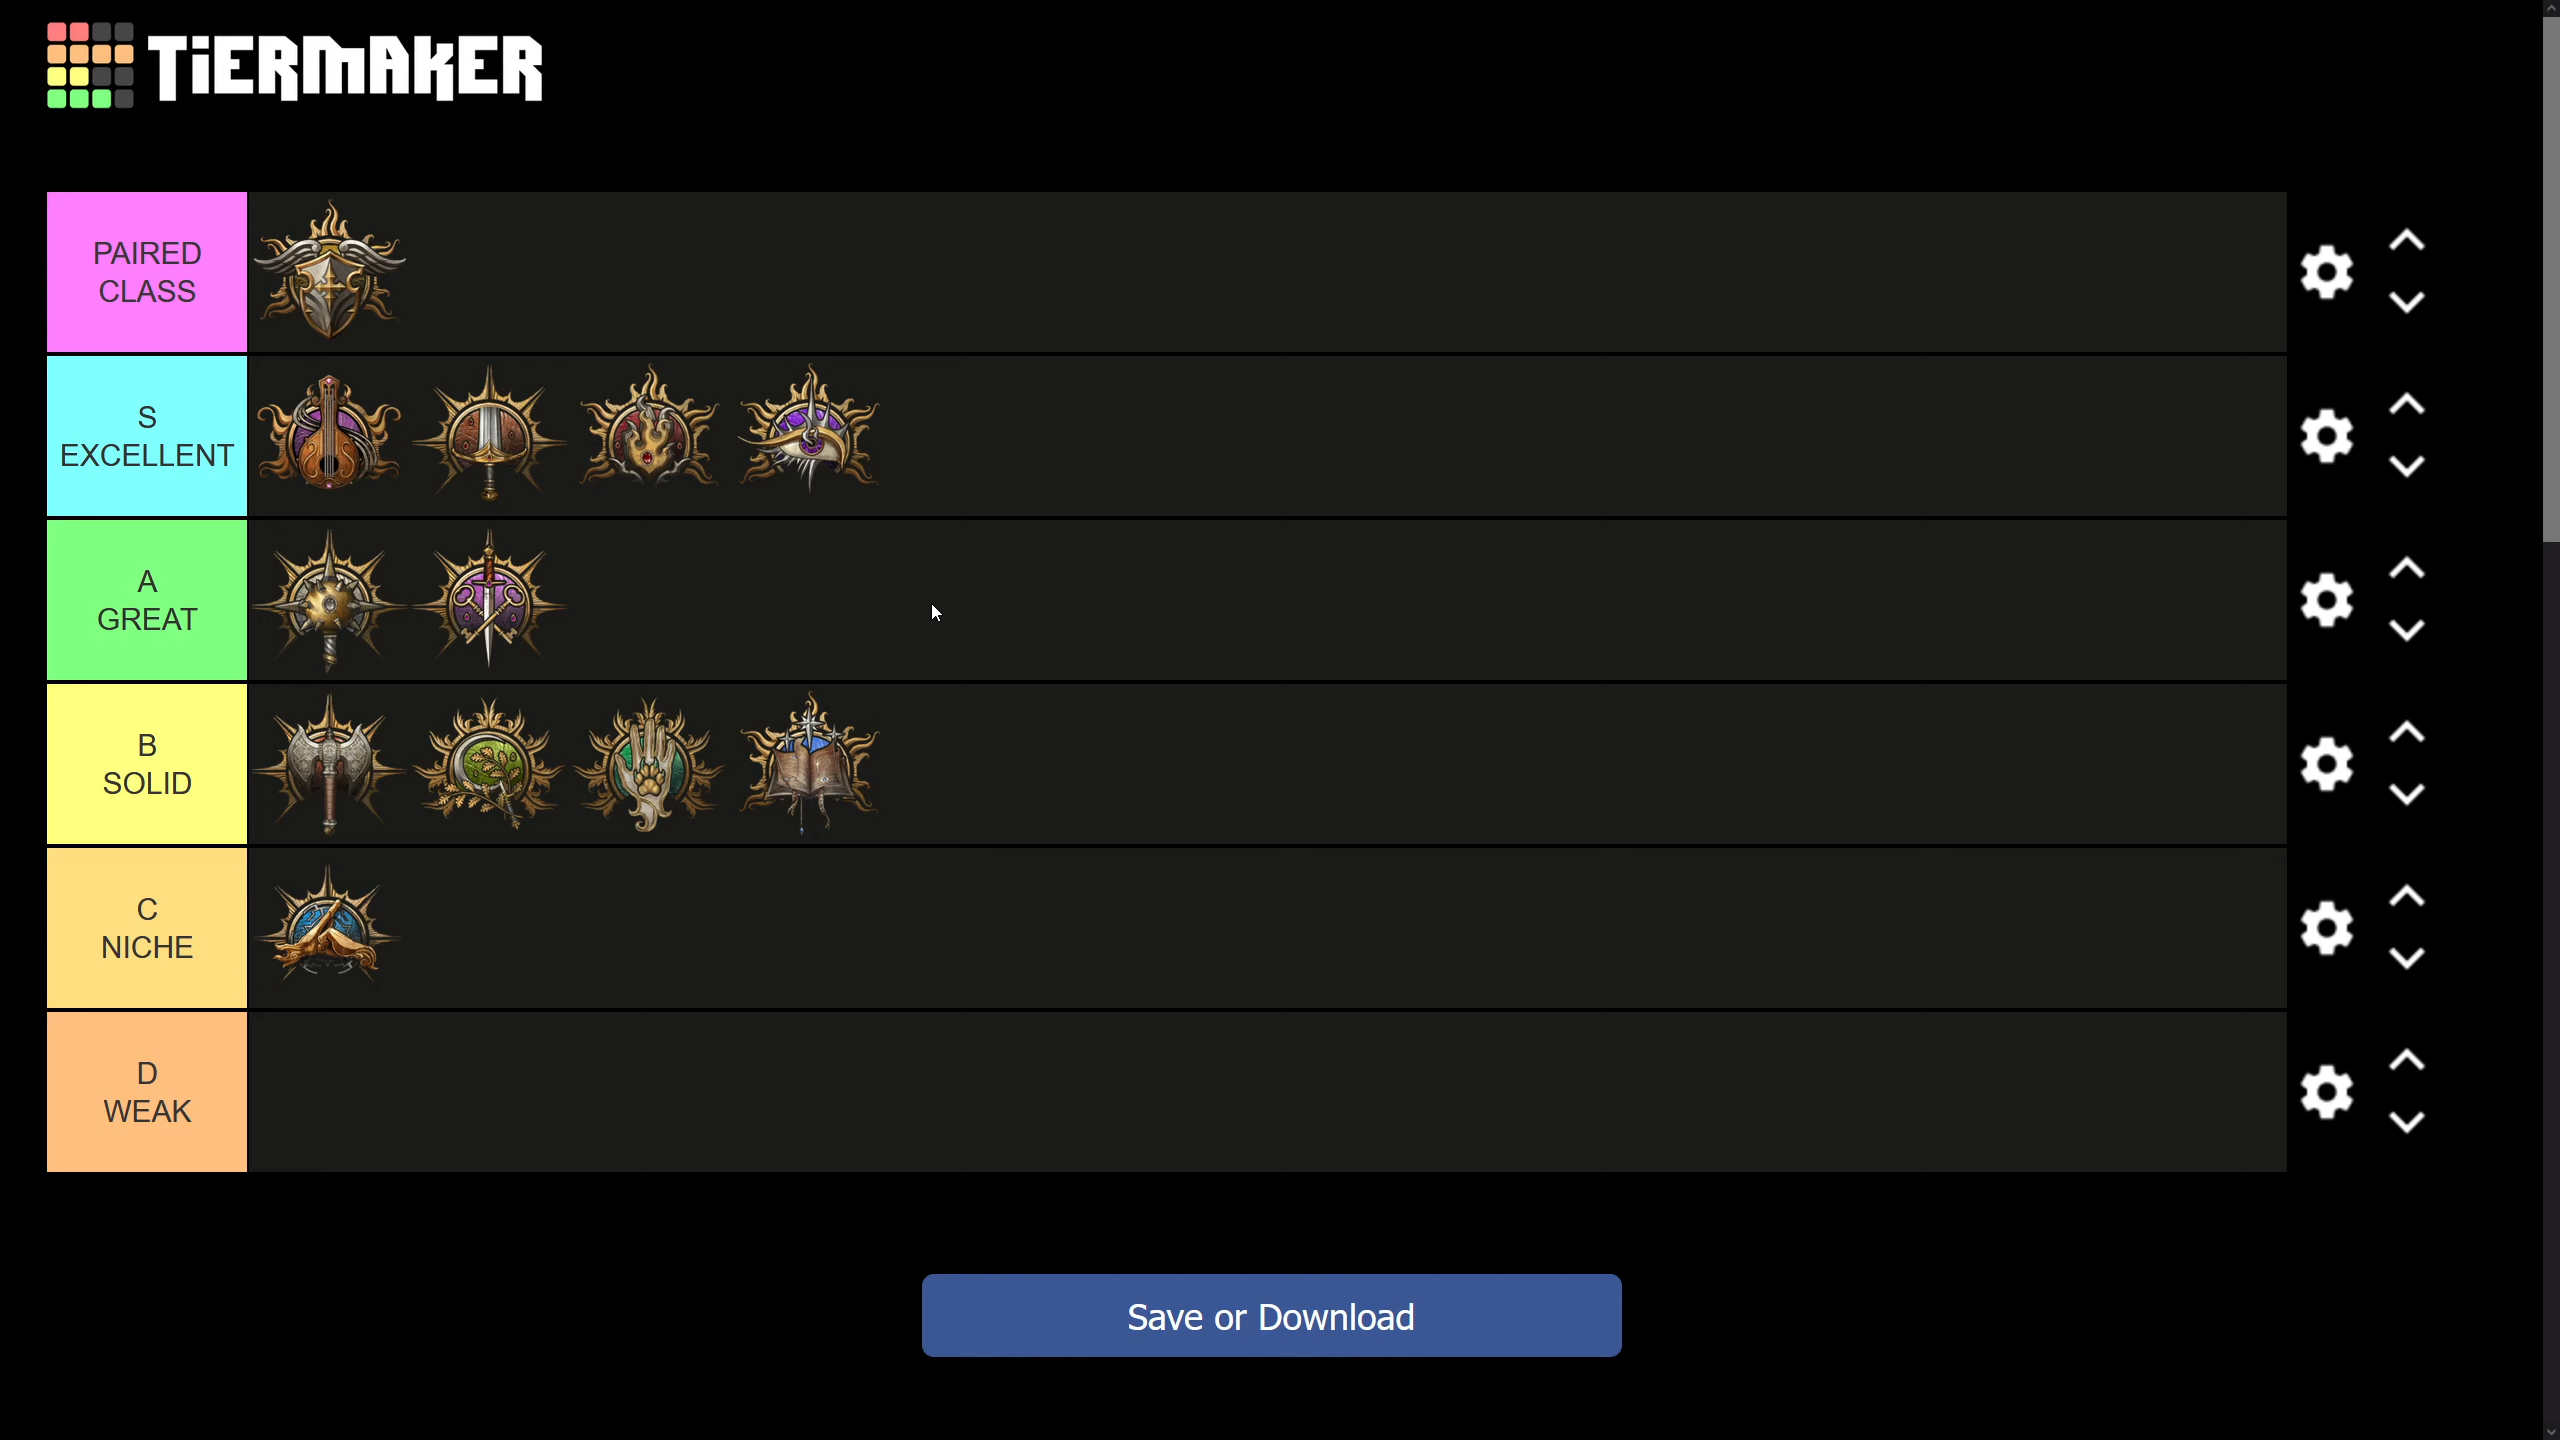 TiERMAKER
PAIRED
CLASS
S
EXCELLENT
A
GREAT
B
SOLID
C
NICHE
D
WEAK
Save or Download